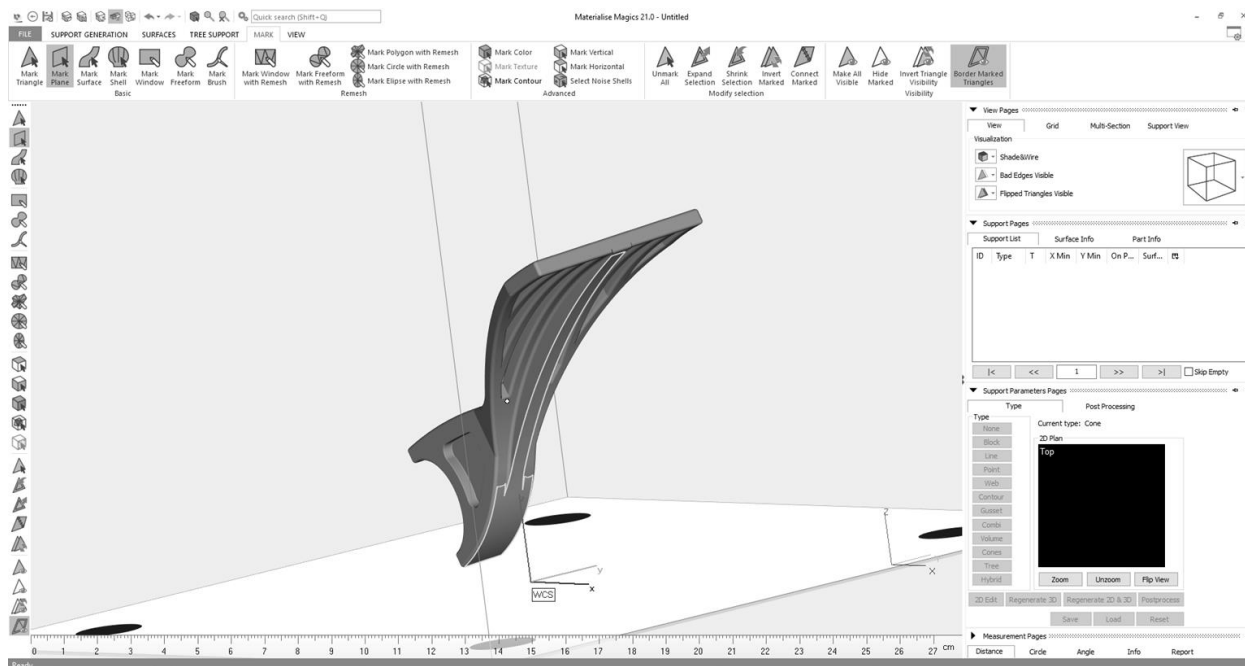 Quick search (Shift+Q)
Materialise Magics 21.0 - Untitled
FILE SUPPORT GENERATION SURFACES TREE SUPPORT MARK VIEW
Mark Triangle
Mark Plane
Mark Surface
Mark Shell
Mark Window
Mark Freeform
Mark Brush
Basic
Mark Window with Remesh
Mark Freeform with Remesh
Mark Polygon with Remesh
Mark Circle with Remesh
Mark Elipse with Remesh
Remesh
Mark Color
Mark Texture
Mark Contour
Mark Vertical
Mark Horizontal
Select Noise Shells
Advanced
Unmark All
Expand Selection
Shrink Selection
Invert Marked
Connect Marked
Modify selection
Make All Visible
Hide Marked
Invert Triangle Visibility
Border Marked Triangles
Visibility
View Pages
View Grid Multi-Section Support View
Visualization
Shade&Wire
Bad Edges Visible
Flipped Triangles Visible
Support Pages
Support List Surface Info Part Info
ID Type T X Min Y Min On P... Surf...
|< << 1 >> >| Skip Empty
Support Parameters Pages
Type Post Processing
Type
None
Block
Line
Point
Web
Contour
Gusset
Combi
Volume
Cones
Tree
Hybrid
Current type: Cone
2D Plan
Top
Zoom Unzoom Flip View
2D Edit Regenerate 3D Regenerate 2D & 3D Postprocess
Save Load Reset
Measurement Pages
Distance Circle Angle Info Report
WCS
x
y
Z
X
0 1 2 3 4 5 6 7 8 9 10 11 12 13 14 15 16 17 18 19 20 21 22 23 24 25 26 27 cm
Ready